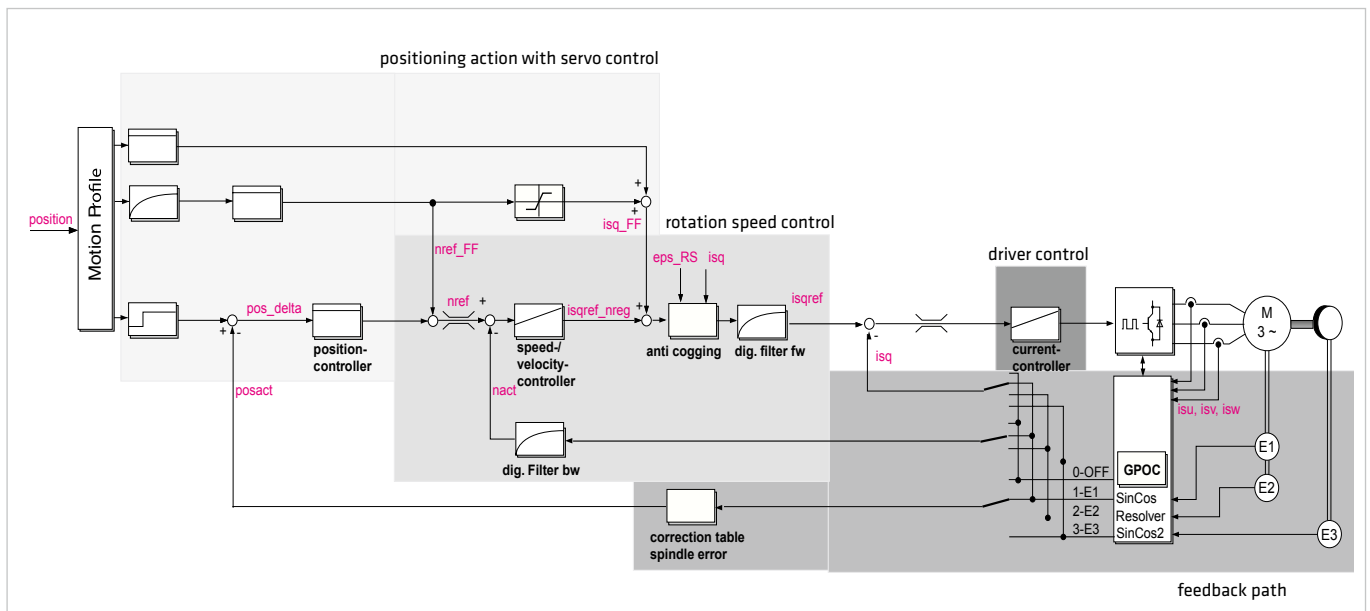 positioning action with servo control
Motion Profile
position
isq_FF
rotation speed control
nref_FF
eps_RS
isq
driver control
pos_delta
nref
isqref_nreg
isqref
position-
controller
speed-/
velocity-
controller
anti cogging
dig. filter fw
isq
current-
controller
M
3 ~
posact
nact
isu, isv, isw
dig. Filter bw
0-OFF
GPOC
E1
1-E1
SinCos
E2
2-E2
Resolver
3-E3
SinCos2
E3
correction table
spindle error
feedback path
+
+
+
-
+
-
+
-